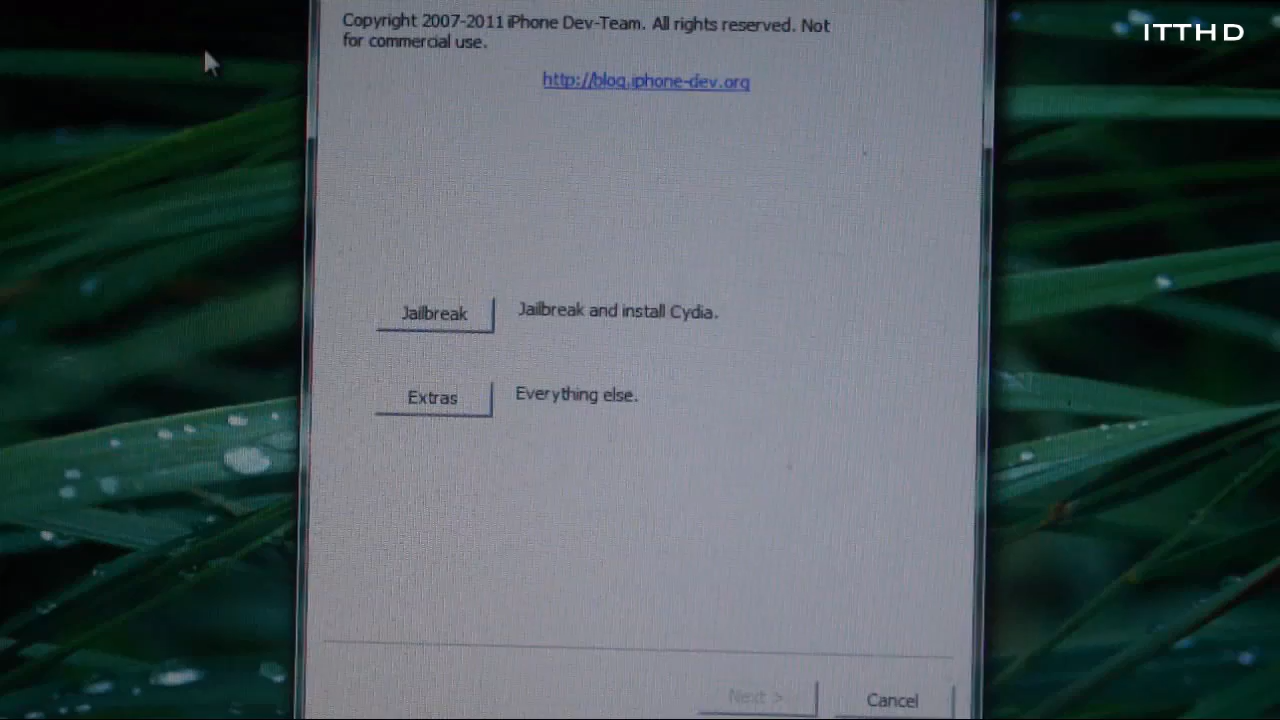 ITTHD
Copyright 2007-2011 iPhone Dev-Team. All rights reserved. Not
for commercial use.
http://blog.iphone-dev.org
Jailbreak
Jailbreak and install Cydia.
Extras
Everything else.
Next >
Cancel